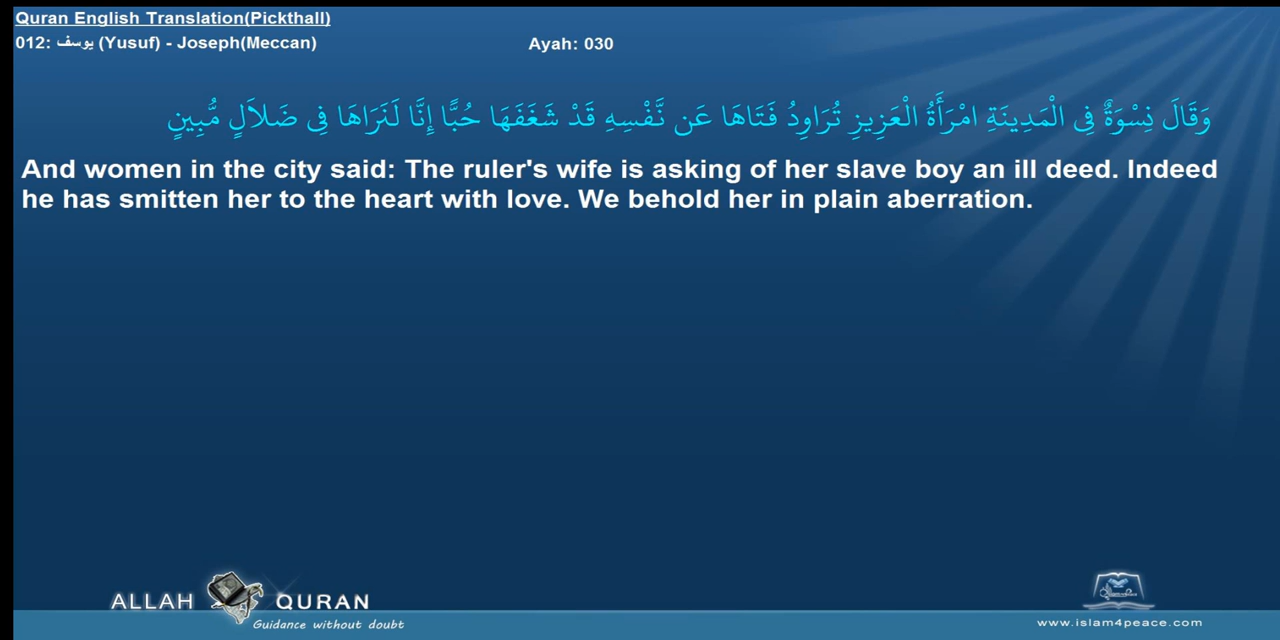 Quran English Translation(Pickthall)
012: يوسف (Yusuf) - Joseph(Meccan)
Ayah: 030
وَقَالَ نِسْوَةٌ فِى الْمَدِينَةِ امْرَأَةُ الْعَزِيزِ تُرَاوِدُ فَتَاهَا عَن نَّفْسِهِ قَدْ شَغَفَهَا حُبًّا إِنَّا لَنَرَاهَا فِى ضَلاَلٍ مُّبِينٍ
And women in the city said: The ruler's wife is asking of her slave boy an ill deed. Indeed
he has smitten her to the heart with love. We behold her in plain aberration.
ALLAH QURAN
Guidance without doubt
www.islam4peace.com